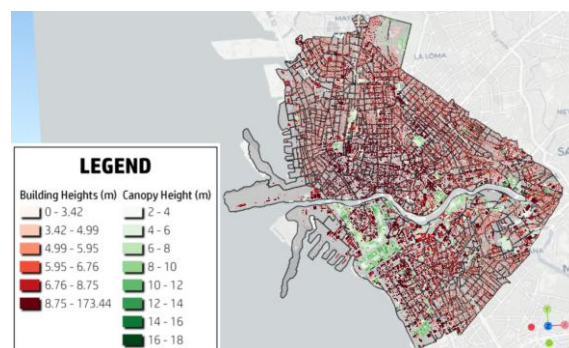 LA LOMA
LEGEND
Building Heights (m) Canopy Height (m)
0 - 3.42 2 - 4
3.42 - 4.99 4 - 6
4.99 - 5.95 6 - 8
5.95 - 6.76 8 - 10
6.76 - 8.75 10 - 12
8.75 - 173.44 12 - 14
14 - 16
16 - 18